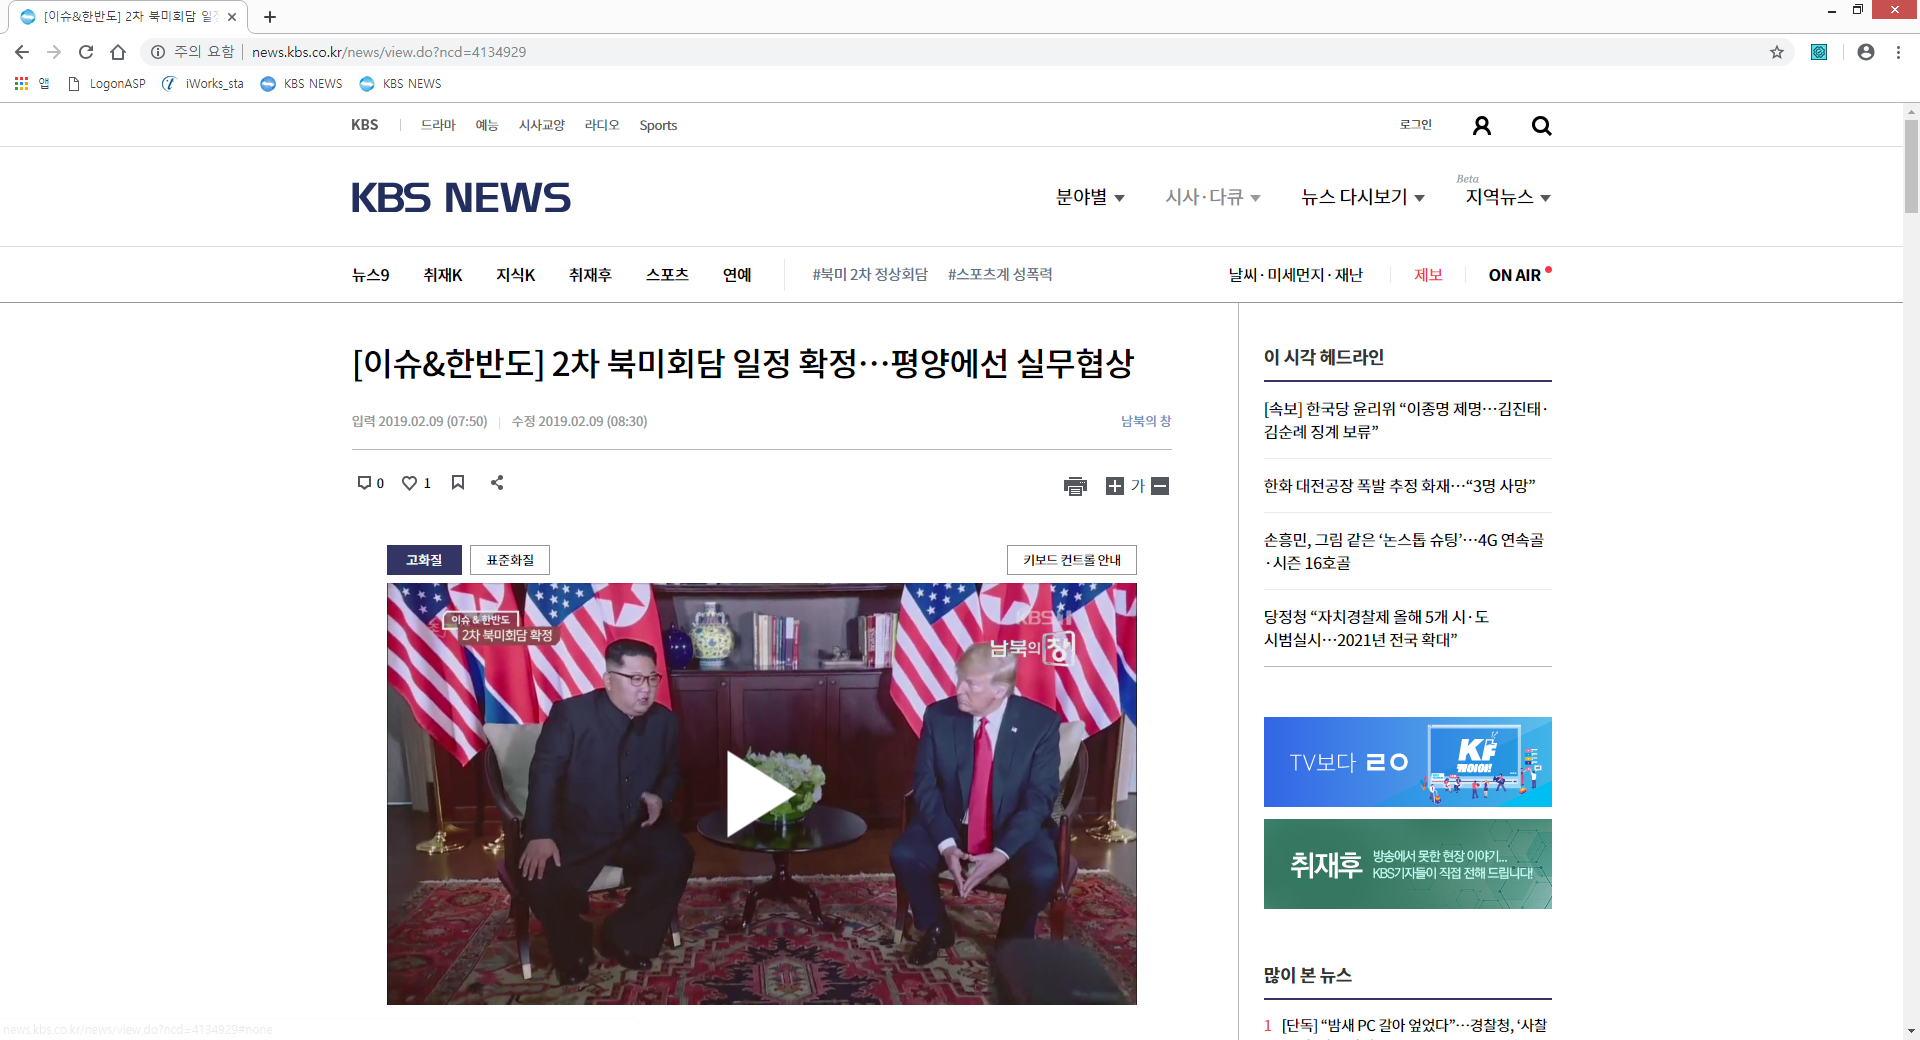 [이슈&한반도] 2차 북미회담 일정
주의 요함
news.kbs.co.kr/news/view.do?ncd=4134929
앱 LogonASP iWorks_sta KBS NEWS KBS NEWS
KBS 드라마 예능 시사교양 라디오 Sports 로그인
KBS NEWS
분야별 시사·다큐 뉴스 다시보기 Beta 지역뉴스
뉴스9 취재K 지식K 취재후 스포츠 연예 #북미 2차 정상회담 #스포츠계 성폭력 날씨·미세먼지·재난 제보 ON AIR
[이슈&한반도] 2차 북미회담 일정 확정…평양에선 실무협상
입력 2019.02.09 (07:50) 수정 2019.02.09 (08:30) 남북의 창
0 1 가
고화질 표준화질 키보드 컨트롤 안내
이슈&한반도
2차 북미회담 확정
KBS 1
남북의 창
이 시각 헤드라인
[속보] 한국당 윤리위 “이종명 제명…김진태·
김순례 징계 보류”
한화 대전공장 폭발 추정 화재…“3명 사망”
손흥민, 그림 같은 ‘논스톱 슈팅’…4G 연속골
·시즌 16호골
당정청 “자치경찰제 올해 5개 시·도
시범실시…2021년 전국 확대”
TV보다 ㄹㅇ KF 케이야!
취재후 방송에서 못한 현장 이야기...
KBS기자들이 직접 전해 드립니다!
많이 본 뉴스
1 [단독] “밤새 PC 갈아 엎었다”…경찰청, ‘사찰
news.kbs.co.kr/news/view.do?ncd=4134929#none